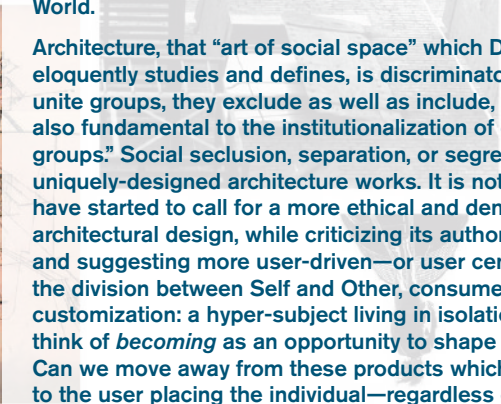 World.
Architecture, that “art of social space” which D
eloquently studies and defines, is discriminato
unite groups, they exclude as well as include,
also fundamental to the institutionalization of
groups.” Social seclusion, separation, or segre
uniquely-designed architecture works. It is not
have started to call for a more ethical and den
architectural design, while criticizing its author
and suggesting more user-driven—or user cen
the division between Self and Other, consume
customization: a hyper-subject living in isolatio
think of becoming as an opportunity to shape
Can we move away from these products which
to the user placing the individual—regardless